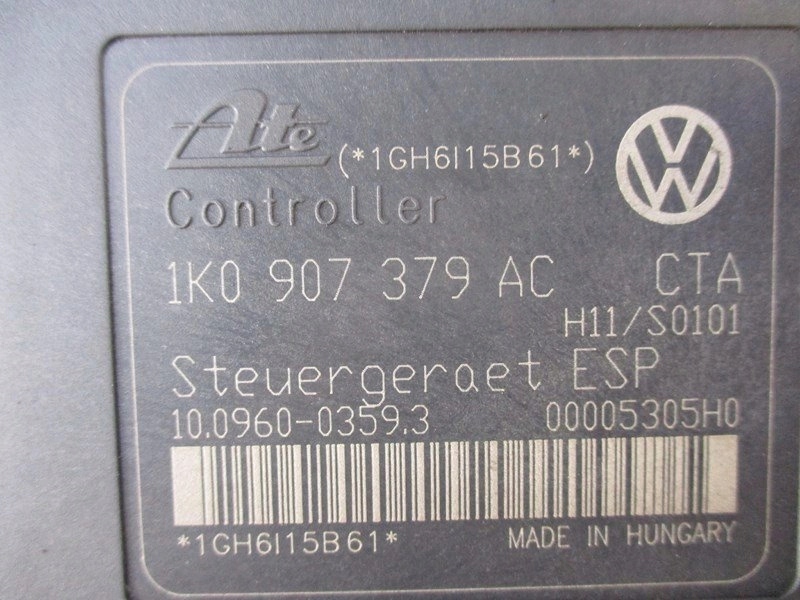 Ate (*1GH6I15B61*)
Controller
1K0 907 379 AC CTA
H11/S0101
Steuergeraet ESP
10.0960-0359.3 00005305H0
*1GH6I15B61* MADE IN HUNGARY